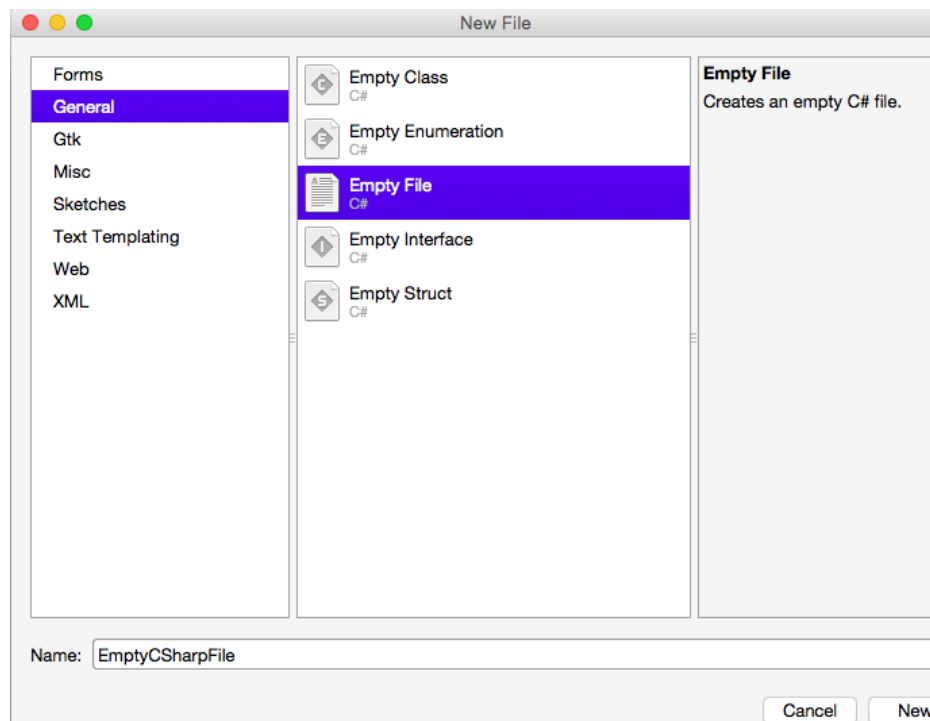 New File
Forms
General
Gtk
Misc
Sketches
Text Templating
Web
XML
Empty Class
C#
Empty Enumeration
C#
Empty File
C#
Empty Interface
C#
Empty Struct
C#
Empty File
Creates an empty C# file.
Name: EmptyCSharpFile
Cancel New